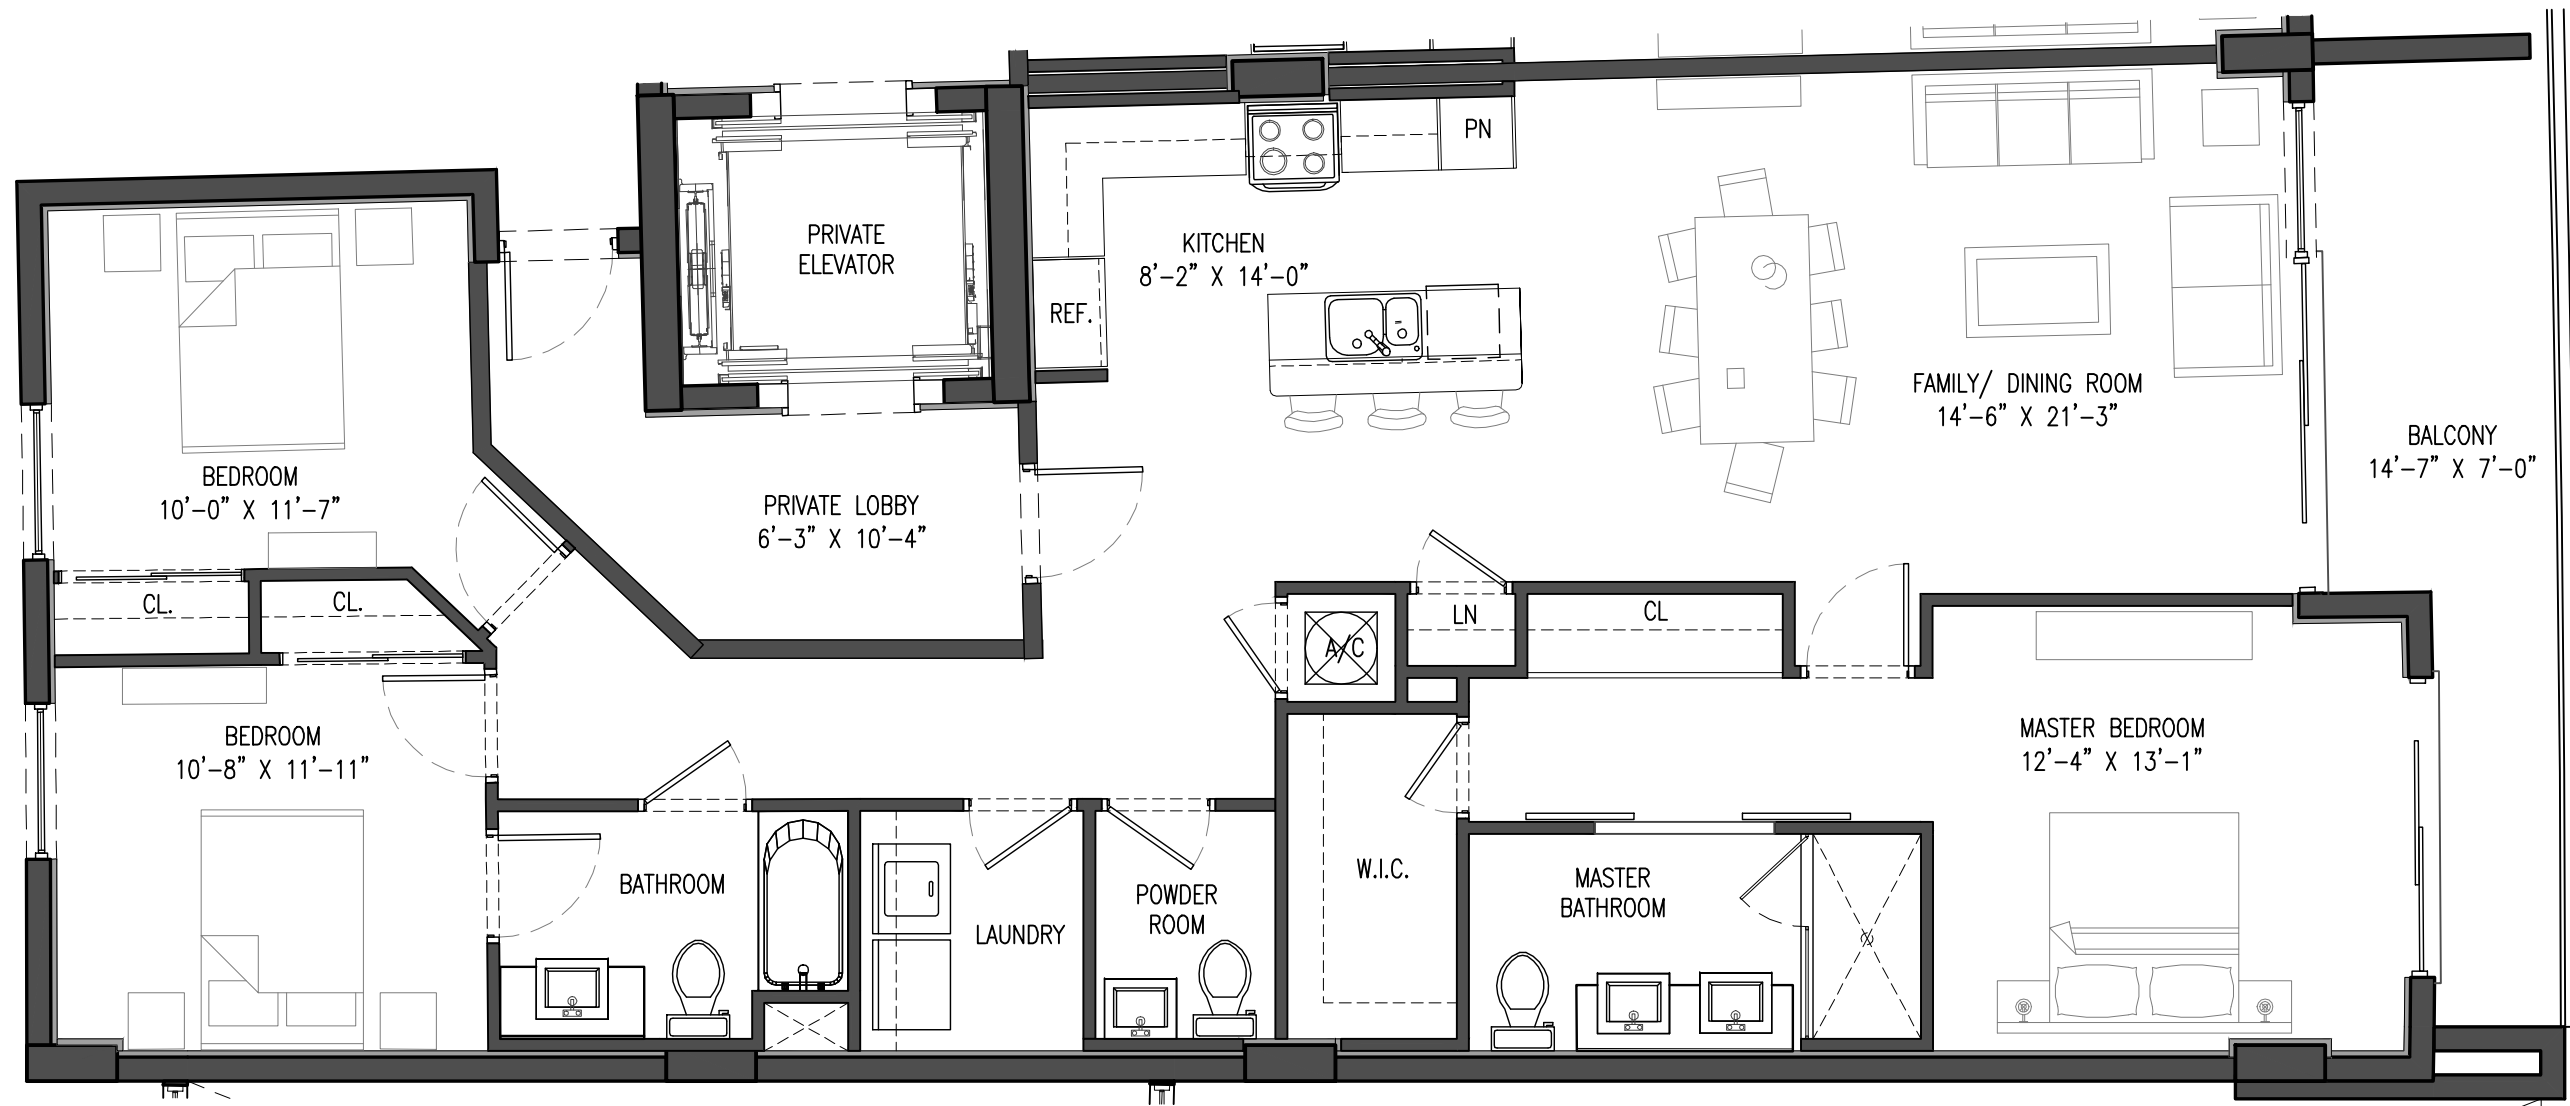 PN
PRIVATE
ELEVATOR
KITCHEN
8'-2" X 14'-0"
REF.
FAMILY/ DINING ROOM
14'-6" X 21'-3"
BALCONY
14'-7" X 7'-0"
BEDROOM
10'-0" X 11'-7"
PRIVATE LOBBY
6'-3" X 10'-4"
CL.
CL.
LN
CL
A/C
BEDROOM
10'-8" X 11'-11"
MASTER BEDROOM
12'-4" X 13'-1"
BATHROOM
LAUNDRY
POWDER
ROOM
W.I.C.
MASTER
BATHROOM